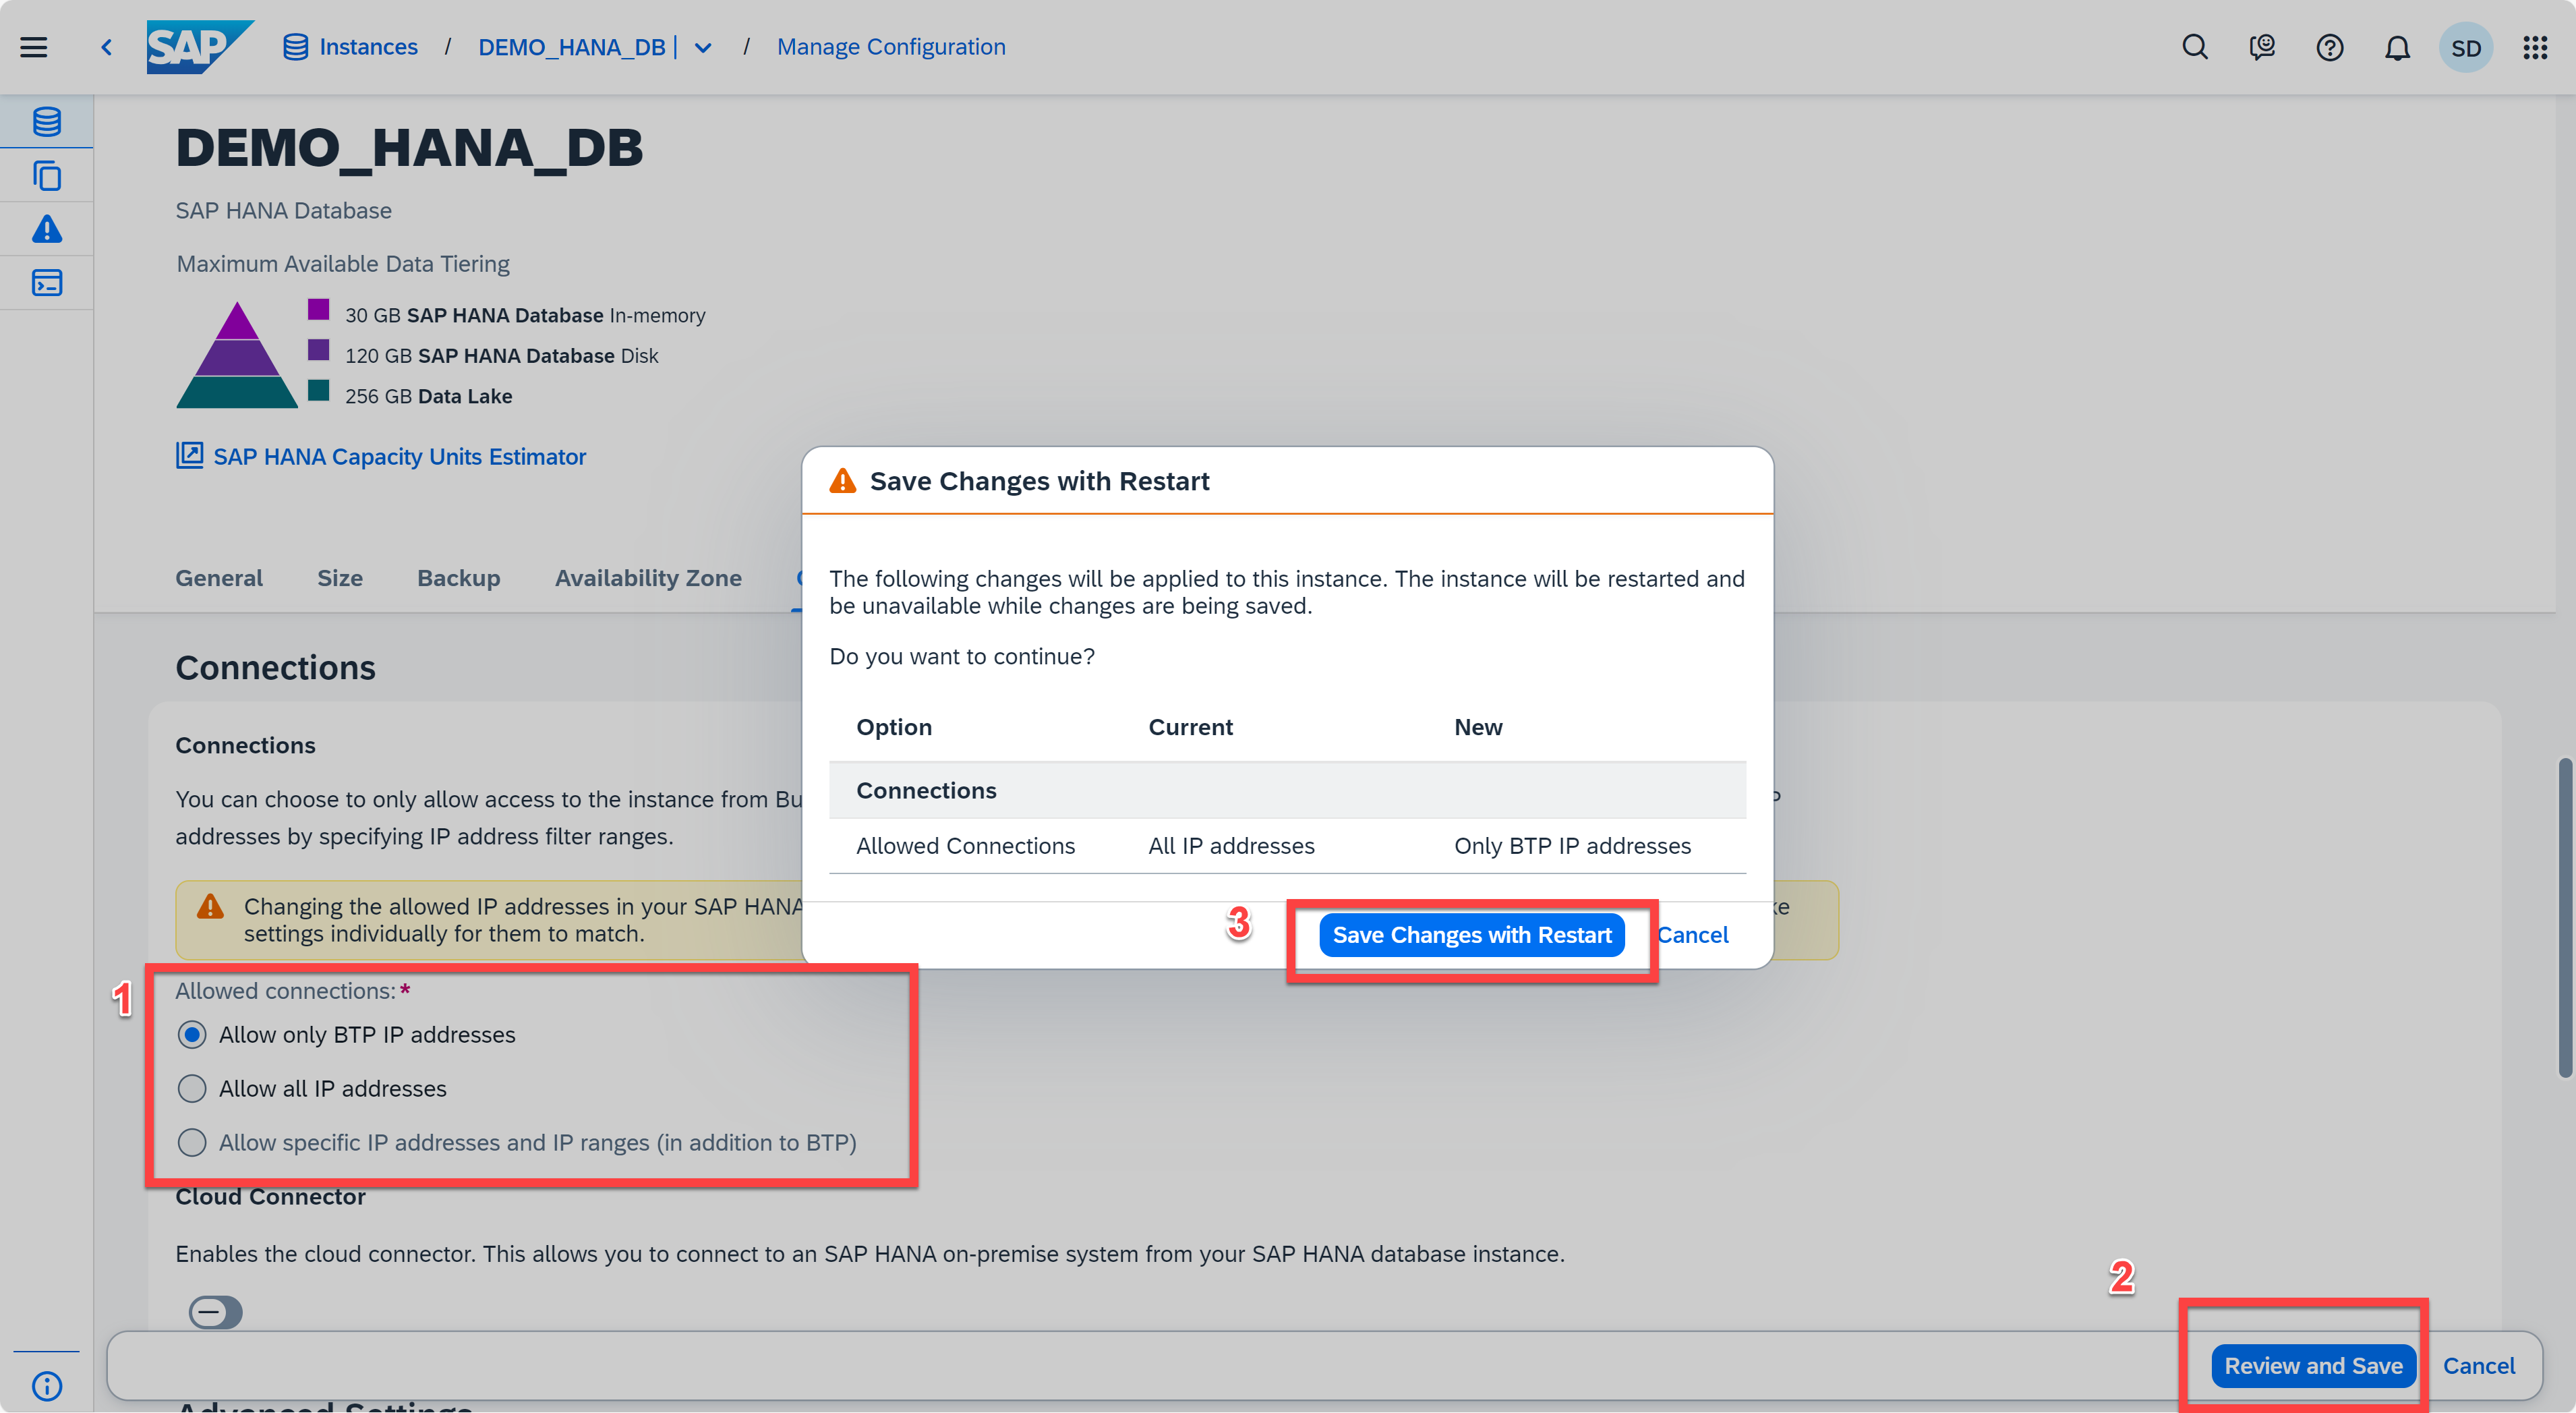 SAP Instances / DEMO_HANA_DB / Manage Configuration SD
DEMO_HANA_DB
SAP HANA Database
Maximum Available Data Tiering
30 GB SAP HANA Database In-memory
120 GB SAP HANA Database Disk
256 GB Data Lake
SAP HANA Capacity Units Estimator
General Size Backup Availability Zone
Save Changes with Restart
The following changes will be applied to this instance. The instance will be restarted and
be unavailable while changes are being saved.
Do you want to continue?
Option Current New
Connections
Allowed Connections All IP addresses Only BTP IP addresses
3 Save Changes with Restart Cancel
Connections
Connections
You can choose to only allow access to the instance from
addresses by specifying IP address filter ranges.
Changing the allowed IP addresses in your SAP HANA
settings individually for them to match.
1
Allowed connections:*
Allow only BTP IP addresses
Allow all IP addresses
Allow specific IP addresses and IP ranges (in addition to BTP)
Cloud Connector
Enables the cloud connector. This allows you to connect to an SAP HANA on-premise system from your SAP HANA database instance.
2
Review and Save Cancel
Advanced Settings